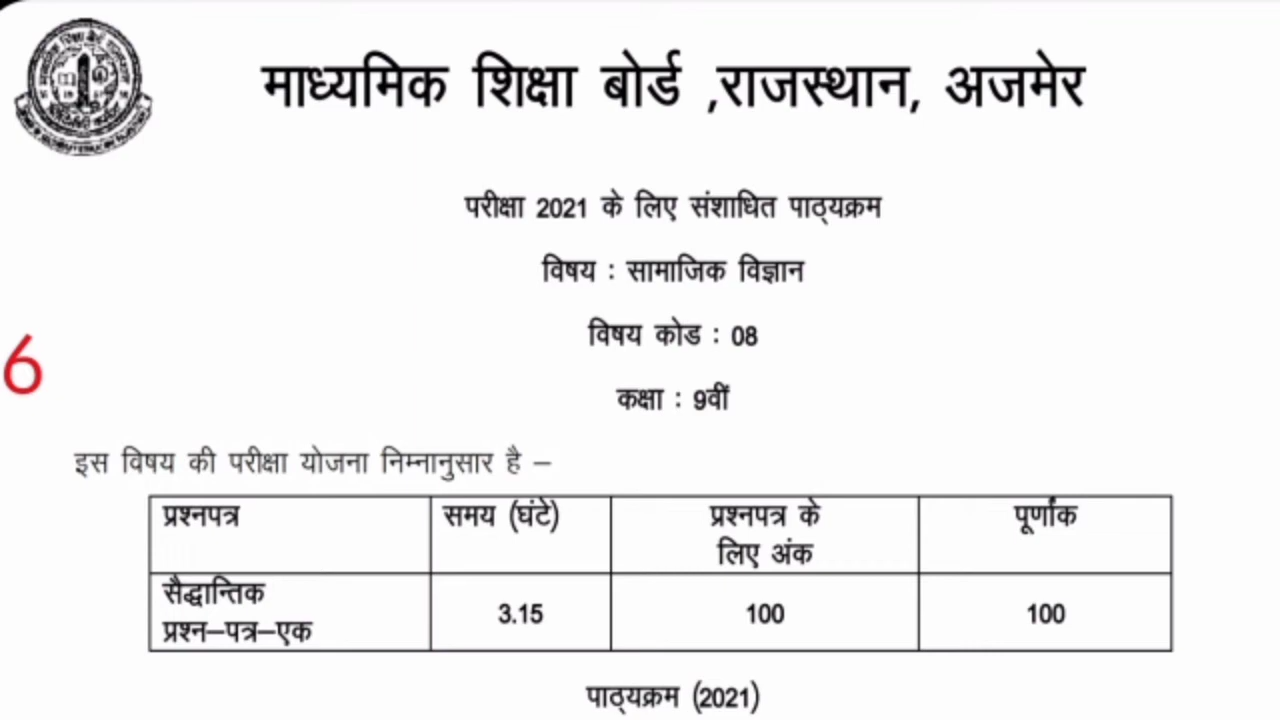 माध्यमिक शिक्षा बोर्ड ,राजस्थान, अजमेर
परीक्षा 2021 के लिए संशाधित पाठ्यक्रम
विषय : सामाजिक विज्ञान
विषय कोड : 08
6
कक्षा : 9वीं
इस विषय की परीक्षा योजना निम्नानुसार है –
प्रश्नपत्र समय (घंटे) प्रश्नपत्र के लिए अंक पूर्णांक
सैद्धान्तिक
प्रश्न–पत्र–एक 3.15 100 100
पाठ्यक्रम (2021)